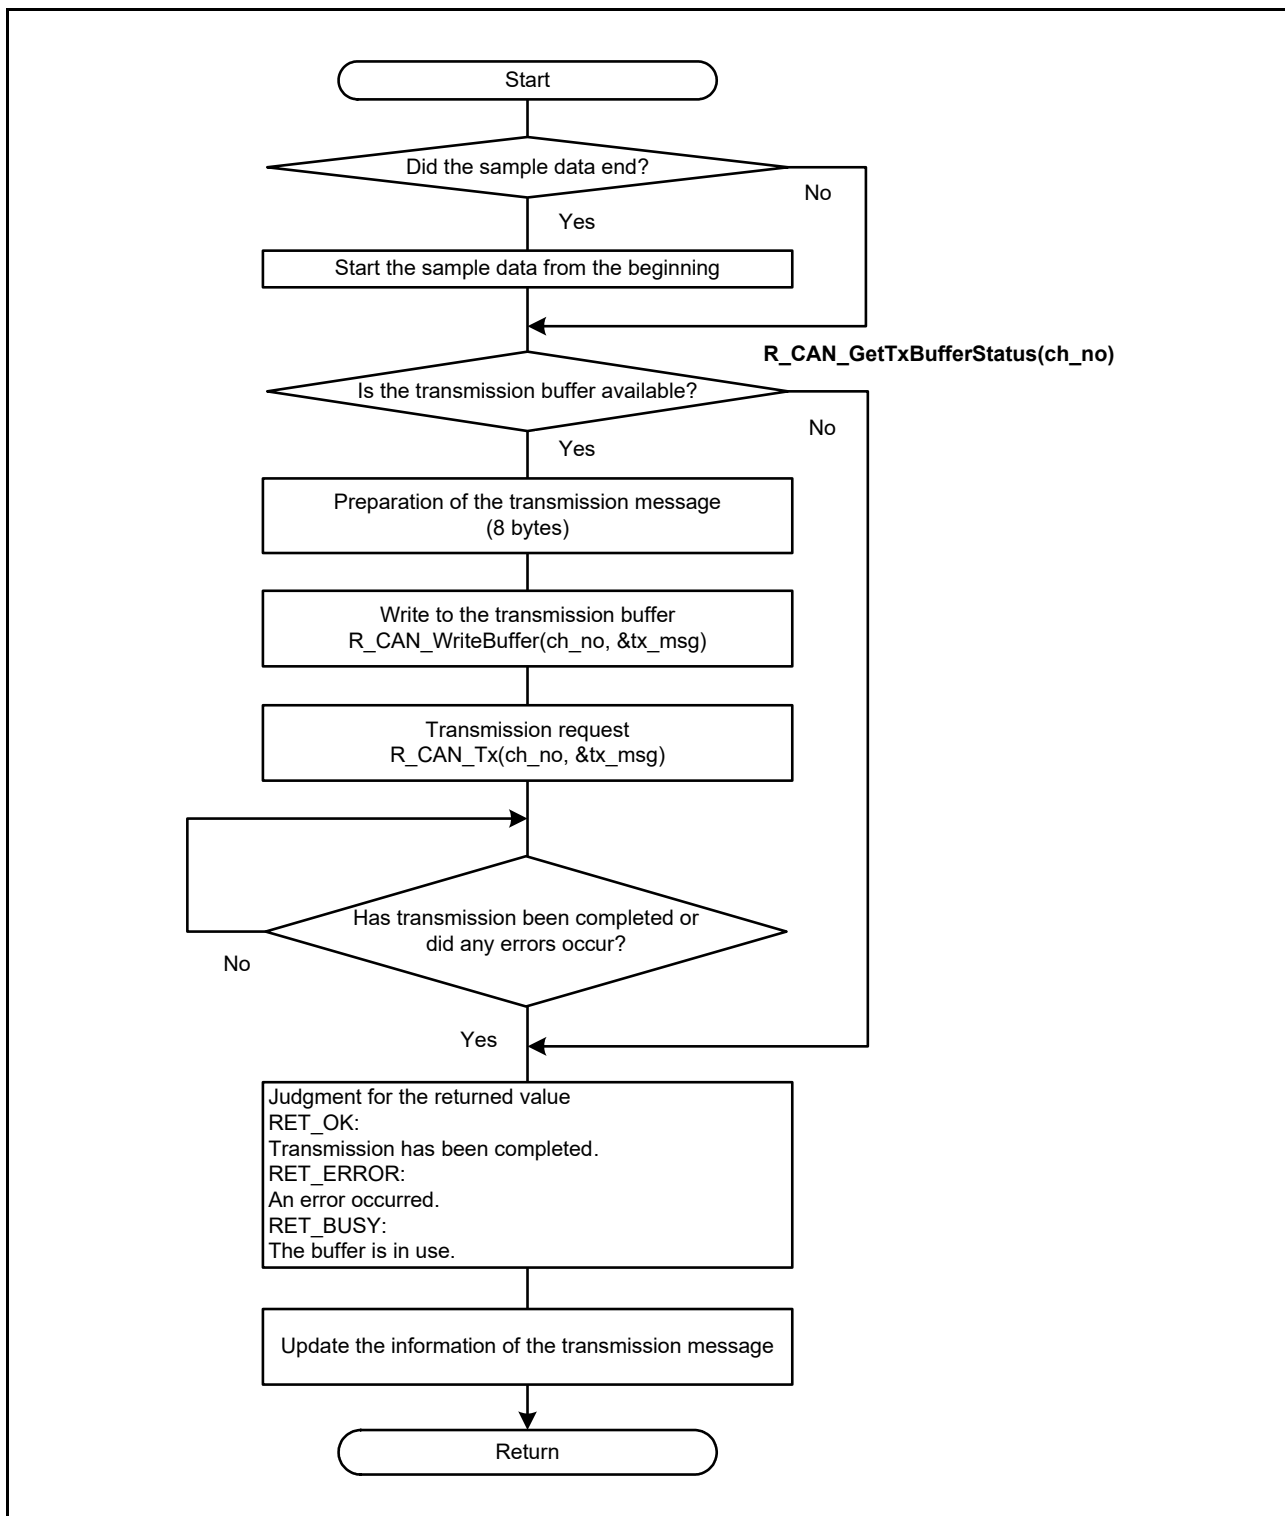 Start
Did the sample data end?
No
Yes
Start the sample data from the beginning
R_CAN_GetTxBufferStatus(ch_no)
Is the transmission buffer available?
No
Yes
Preparation of the transmission message
(8 bytes)
Write to the transmission buffer
R_CAN_WriteBuffer(ch_no, &tx_msg)
Transmission request
R_CAN_Tx(ch_no, &tx_msg)
Has transmission been completed or
did any errors occur?
No
Yes
Judgment for the returned value
RET_OK:
Transmission has been completed.
RET_ERROR:
An error occurred.
RET_BUSY:
The buffer is in use.
Update the information of the transmission message
Return